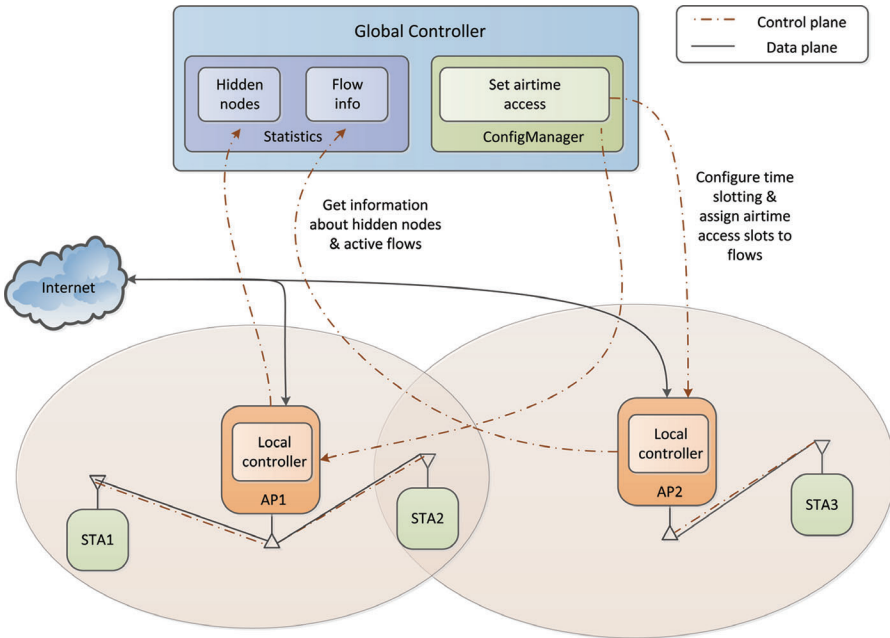 Global Controller
Hidden
nodes
Flow
info
Statistics
Set airtime
access
ConfigManager
Control plane
Data plane
Get information
about hidden nodes
& active flows
Configure time
slotting &
assign airtime
access slots to
flows
Internet
Local
controller
AP1
Local
controller
AP2
STA1
STA2
STA3